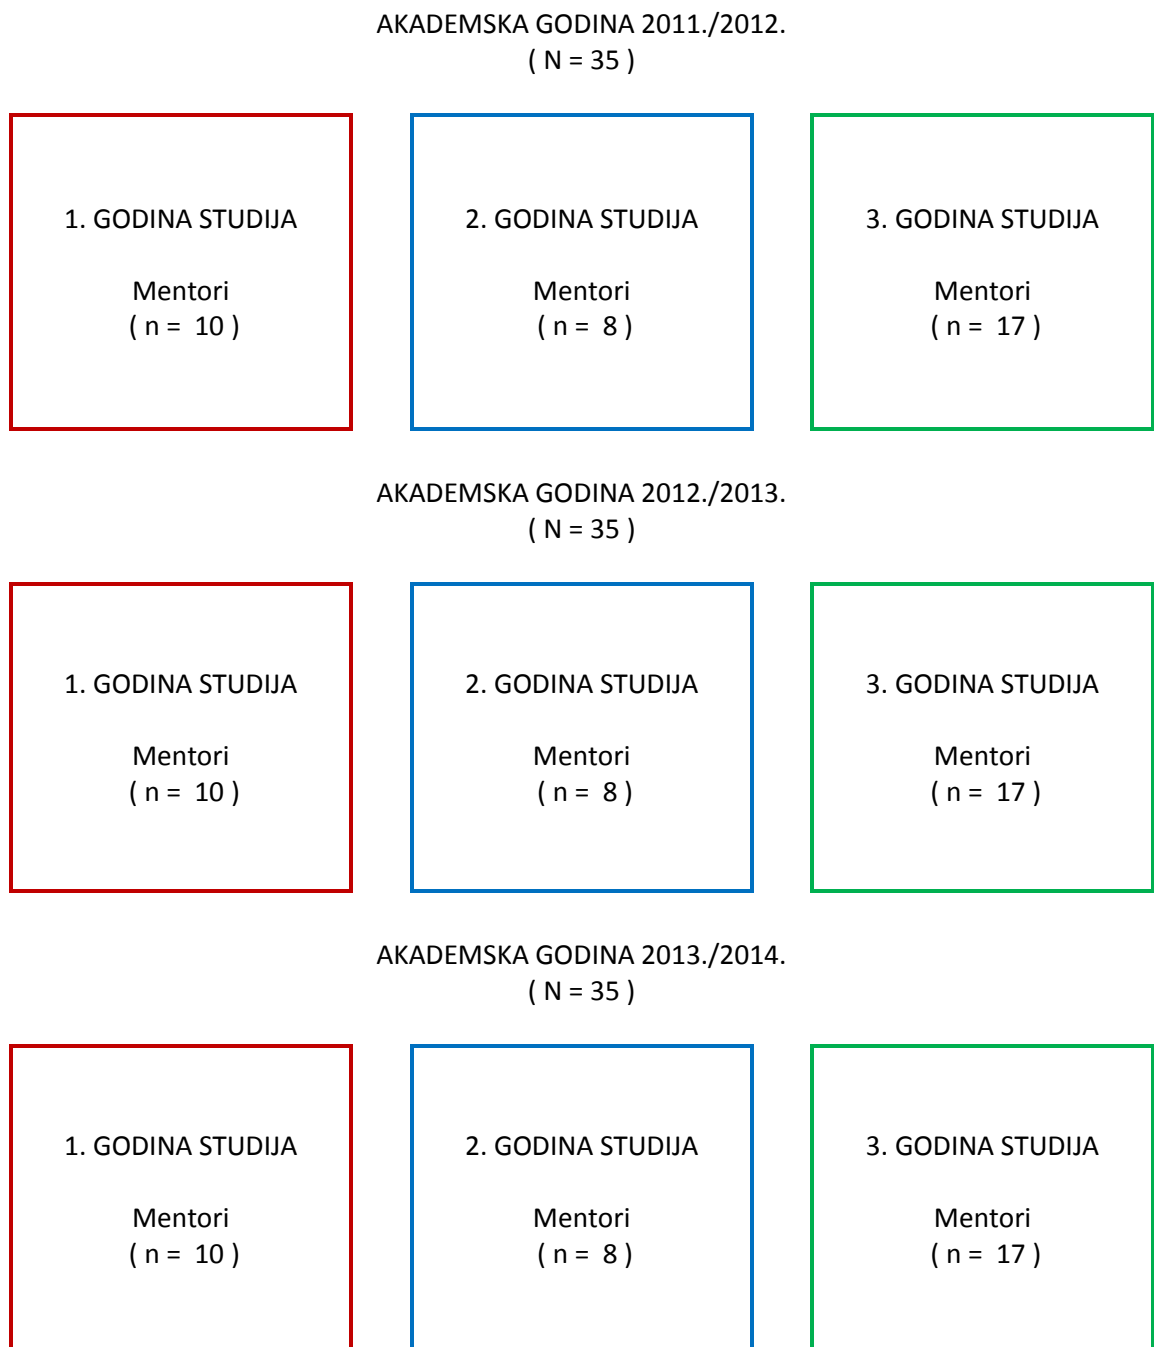 AKADEMSKA GODINA 2011./2012.
( N = 35 )
1. GODINA STUDIJA
Mentori
( n = 10 )
2. GODINA STUDIJA
Mentori
( n = 8 )
3. GODINA STUDIJA
Mentori
( n = 17 )
AKADEMSKA GODINA 2012./2013.
( N = 35 )
1. GODINA STUDIJA
Mentori
( n = 10 )
2. GODINA STUDIJA
Mentori
( n = 8 )
3. GODINA STUDIJA
Mentori
( n = 17 )
AKADEMSKA GODINA 2013./2014.
( N = 35 )
1. GODINA STUDIJA
Mentori
( n = 10 )
2. GODINA STUDIJA
Mentori
( n = 8 )
3. GODINA STUDIJA
Mentori
( n = 17 )